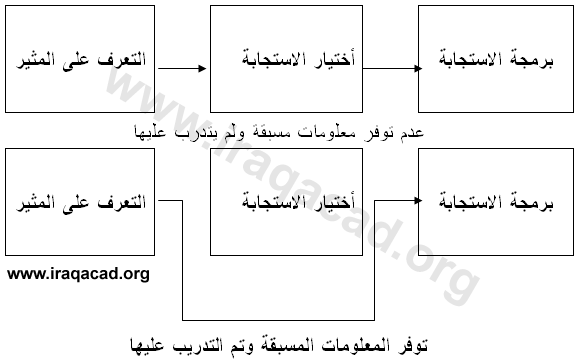 التعرف على المثير
أختيار الاستجابة
برمجة الاستجابة
عدم توفر معلومات مسبقة ولم يتدرب عليها
التعرف على المثير
أختيار الاستجابة
برمجة الاستجابة
www.iraqacad.org
توفر المعلومات المسبقة وتم التدريب عليها
www.iraqacad.org